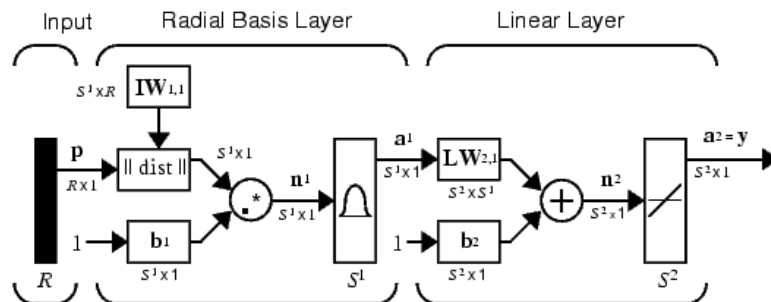 Input
Radial Basis Layer
Linear Layer
S¹xR
IW1,1
p
Rx1
|| dist ||
S¹x1
.*
n¹
S¹x1
1
b1
S¹x1
a¹
S¹x1
LW2,1
S²xS¹
+
n²
S²x1
1
b2
S²x1
a2 = y
S²x1
R
S¹
S²